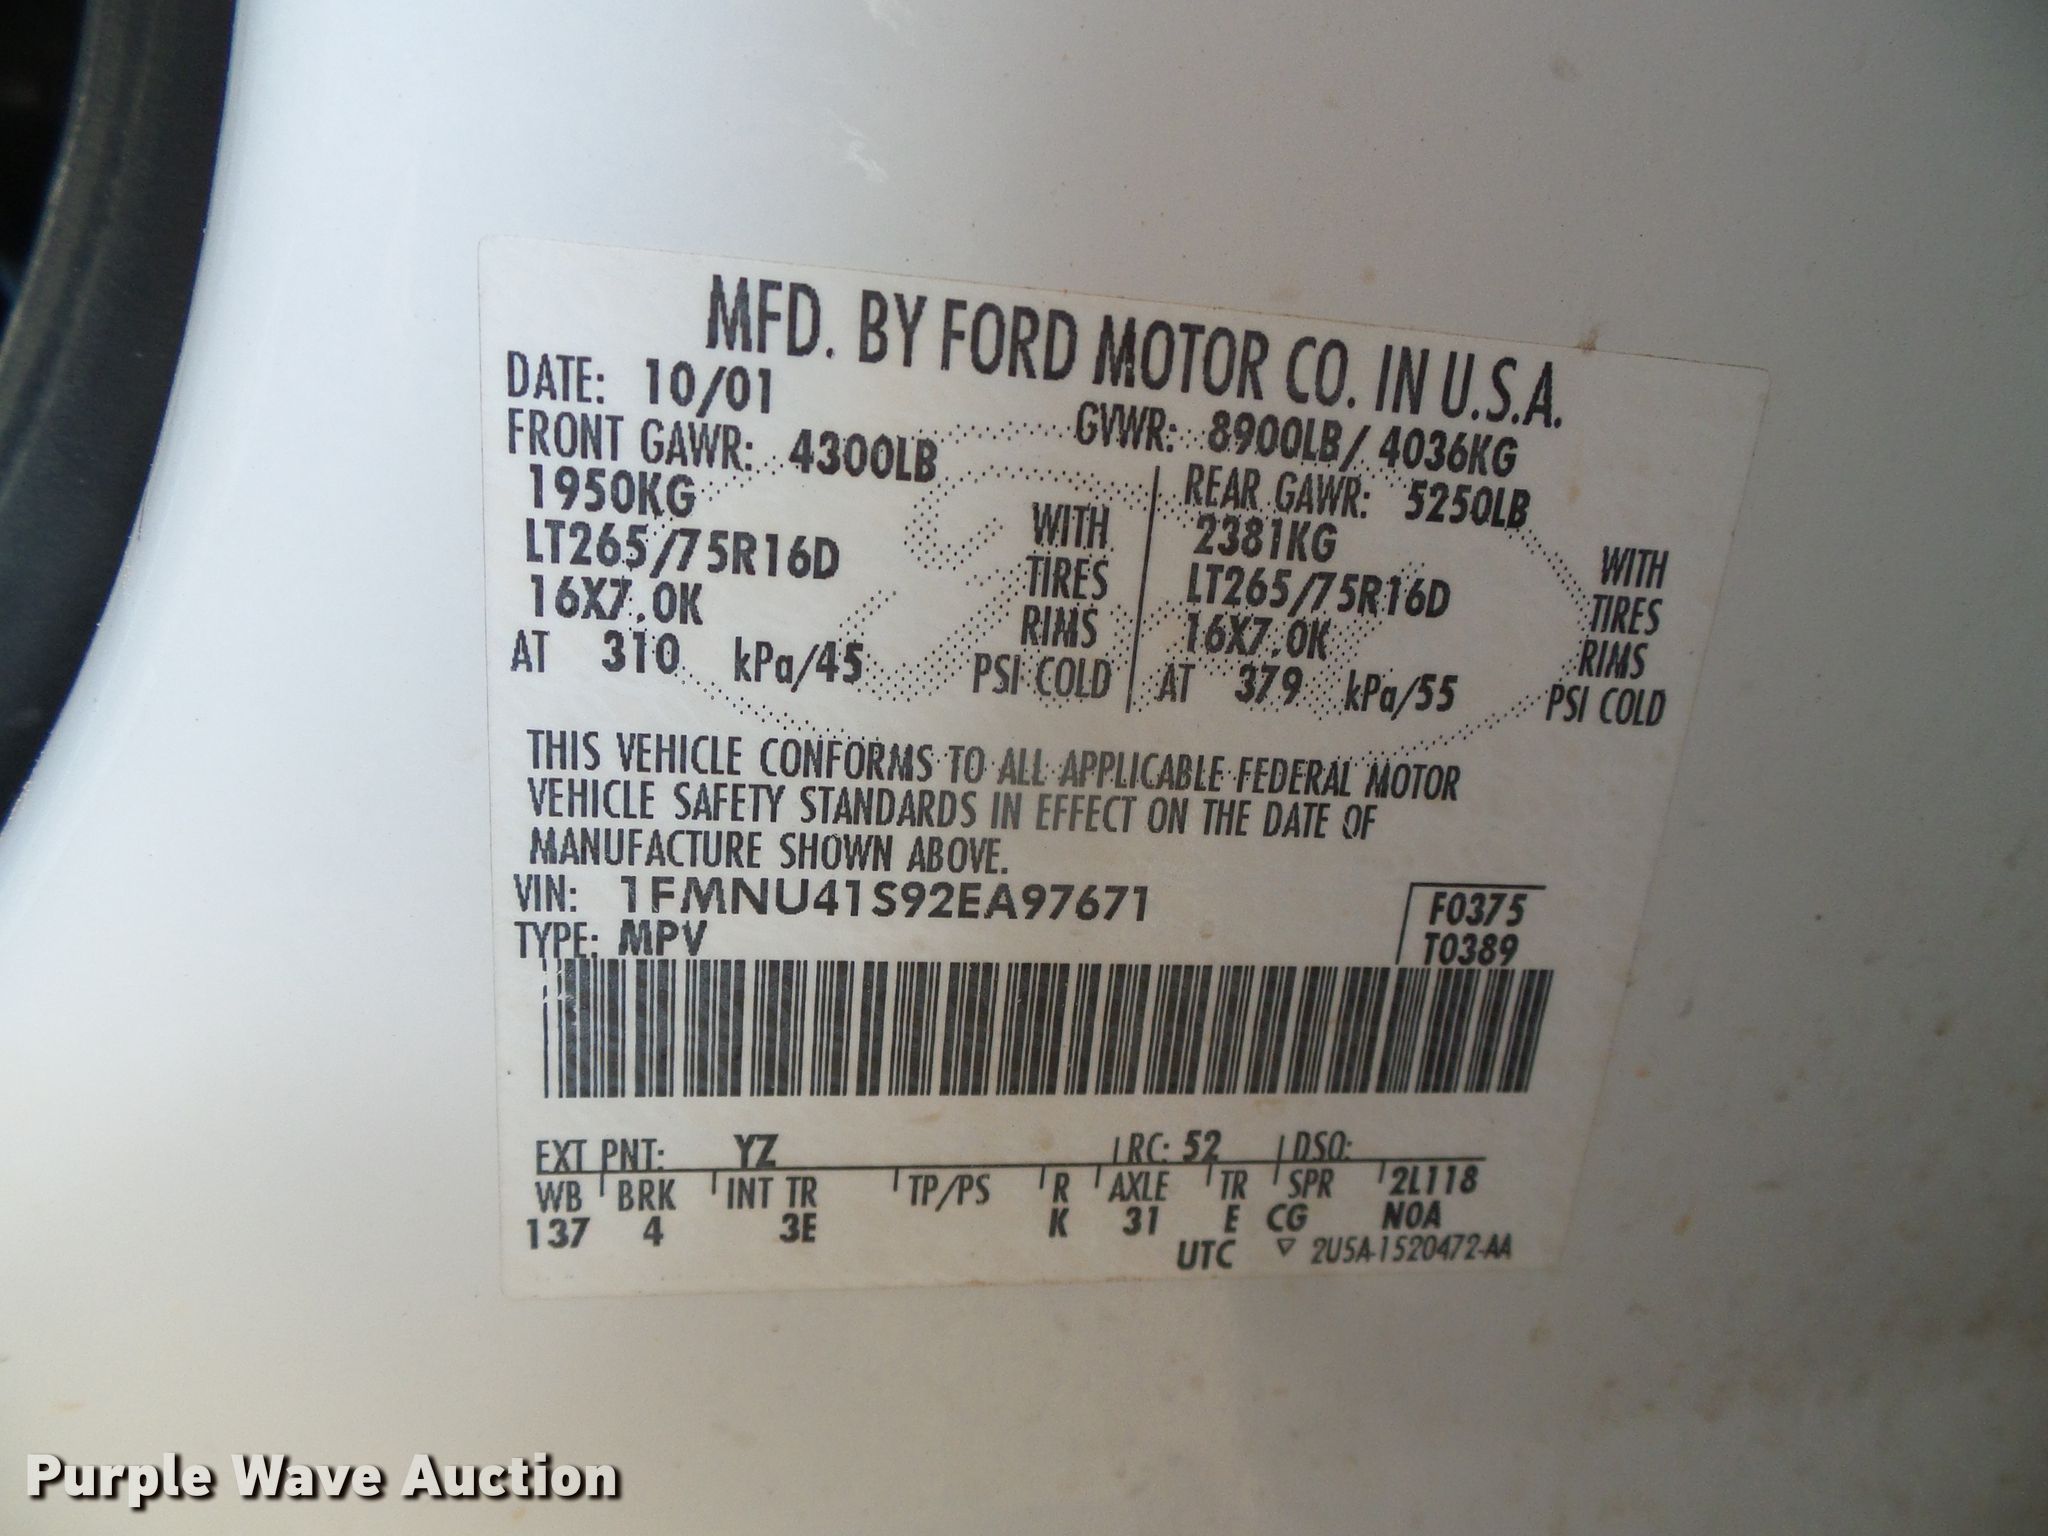 MFD. BY FORD MOTOR CO. IN U.S.A.
DATE: 10/01
GVWR: 8900LB/ 4036KG
FRONT GAWR: 4300LB
1950KG WITH
LT265/75R16D TIRES
16X7.0K RIMS
AT 310 kPa/45 PSI COLD
REAR GAWR: 5250LB
2381KG WITH
LT265/75R16D TIRES
16X7.0K RIMS
AT 379 kPa/55 PSI COLD
THIS VEHICLE CONFORMS TO ALL APPLICABLE FEDERAL MOTOR
VEHICLE SAFETY STANDARDS IN EFFECT ON THE DATE OF
MANUFACTURE SHOWN ABOVE.
VIN: 1FMNU41S92EA97671
TYPE: MPV
F0375
T0389
EXT PNT: YZ RC: 52 DSO:
WB BRK INT TR TP/PS R AXLE TR SPR 2L118
137 4 3E K 31 E CG N0A
UTC ▽ 2U5A-1520472-AA
Purple Wave Auction